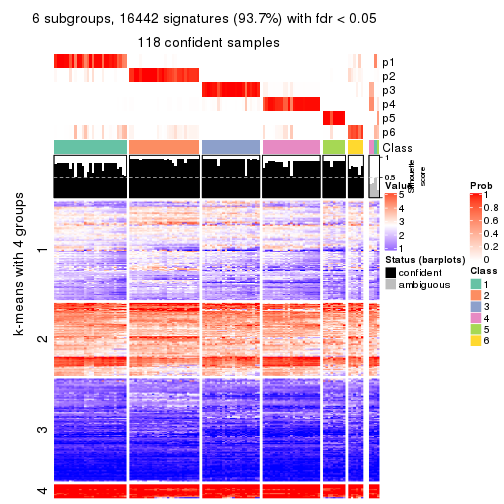 6 subgroups, 16442 signatures (93.7%) with fdr < 0.05
118 confident samples
p1
p2
p3
p4
p5
p6
Class
1
0.5
Silhouette
score
k-means with 4 groups
1
2
3
4
Value
5
4
3
2
1
Status (barplots)
confident
ambiguous
Prob
1
0.8
0.6
0.4
0.2
0
Class
1
2
3
4
5
6